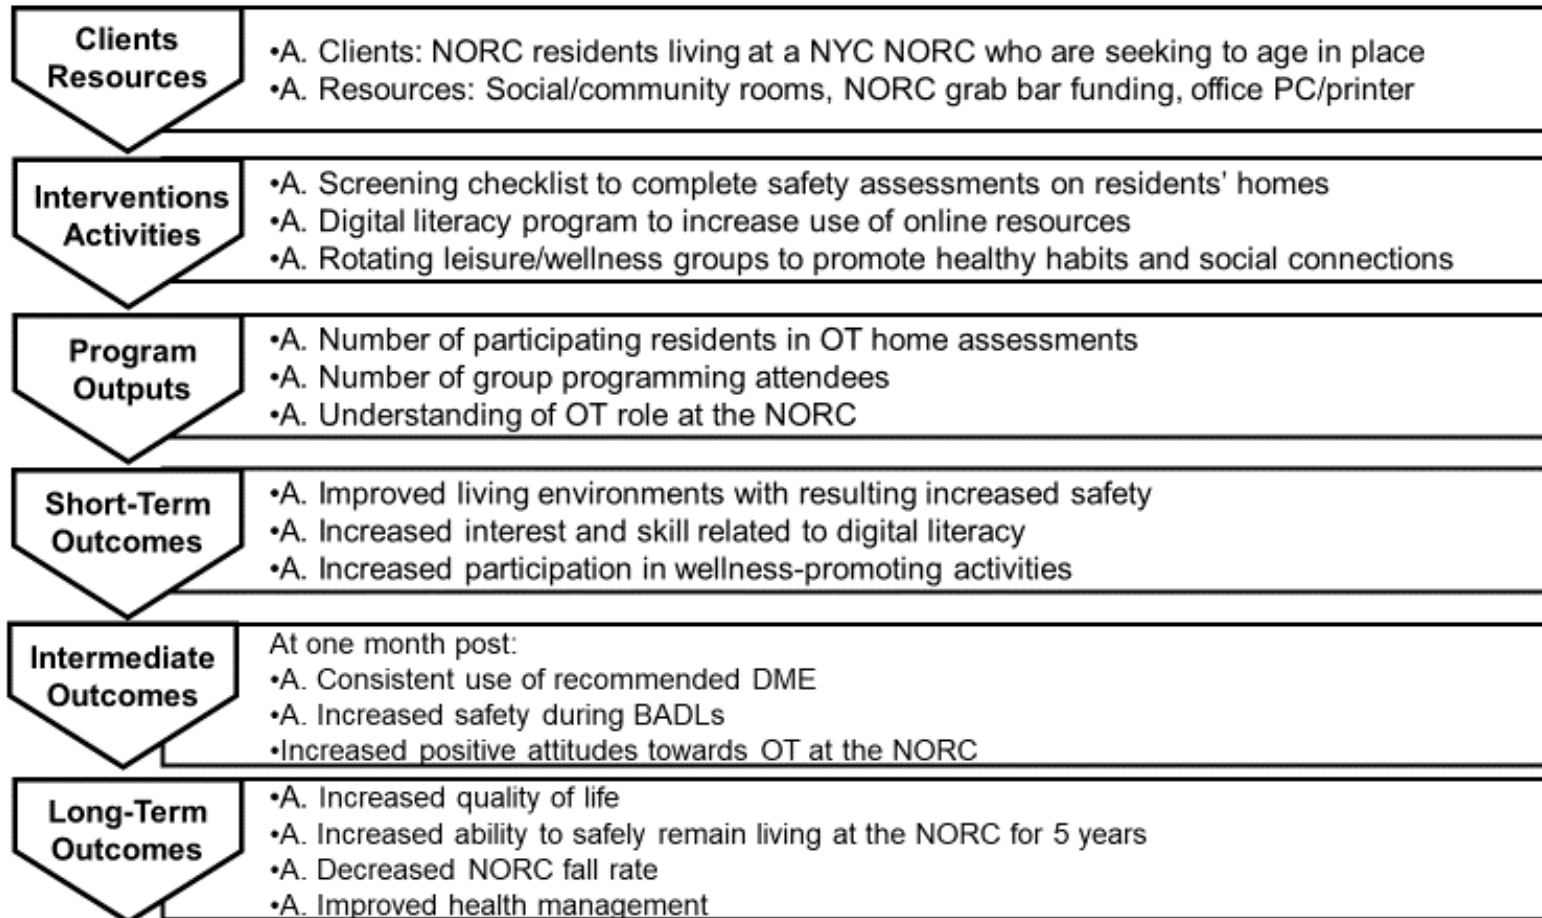 Clients
Resources
•A. Clients: NORC residents living at a NYC NORC who are seeking to age in place
•A. Resources: Social/community rooms, NORC grab bar funding, office PC/printer
Interventions
Activities
•A. Screening checklist to complete safety assessments on residents’ homes
•A. Digital literacy program to increase use of online resources
•A. Rotating leisure/wellness groups to promote healthy habits and social connections
Program
Outputs
•A. Number of participating residents in OT home assessments
•A. Number of group programming attendees
•A. Understanding of OT role at the NORC
Short-Term
Outcomes
•A. Improved living environments with resulting increased safety
•A. Increased interest and skill related to digital literacy
•A. Increased participation in wellness-promoting activities
Intermediate
Outcomes
At one month post:
•A. Consistent use of recommended DME
•A. Increased safety during BADLs
•Increased positive attitudes towards OT at the NORC
Long-Term
Outcomes
•A. Increased quality of life
•A. Increased ability to safely remain living at the NORC for 5 years
•A. Decreased NORC fall rate
•A. Improved health management